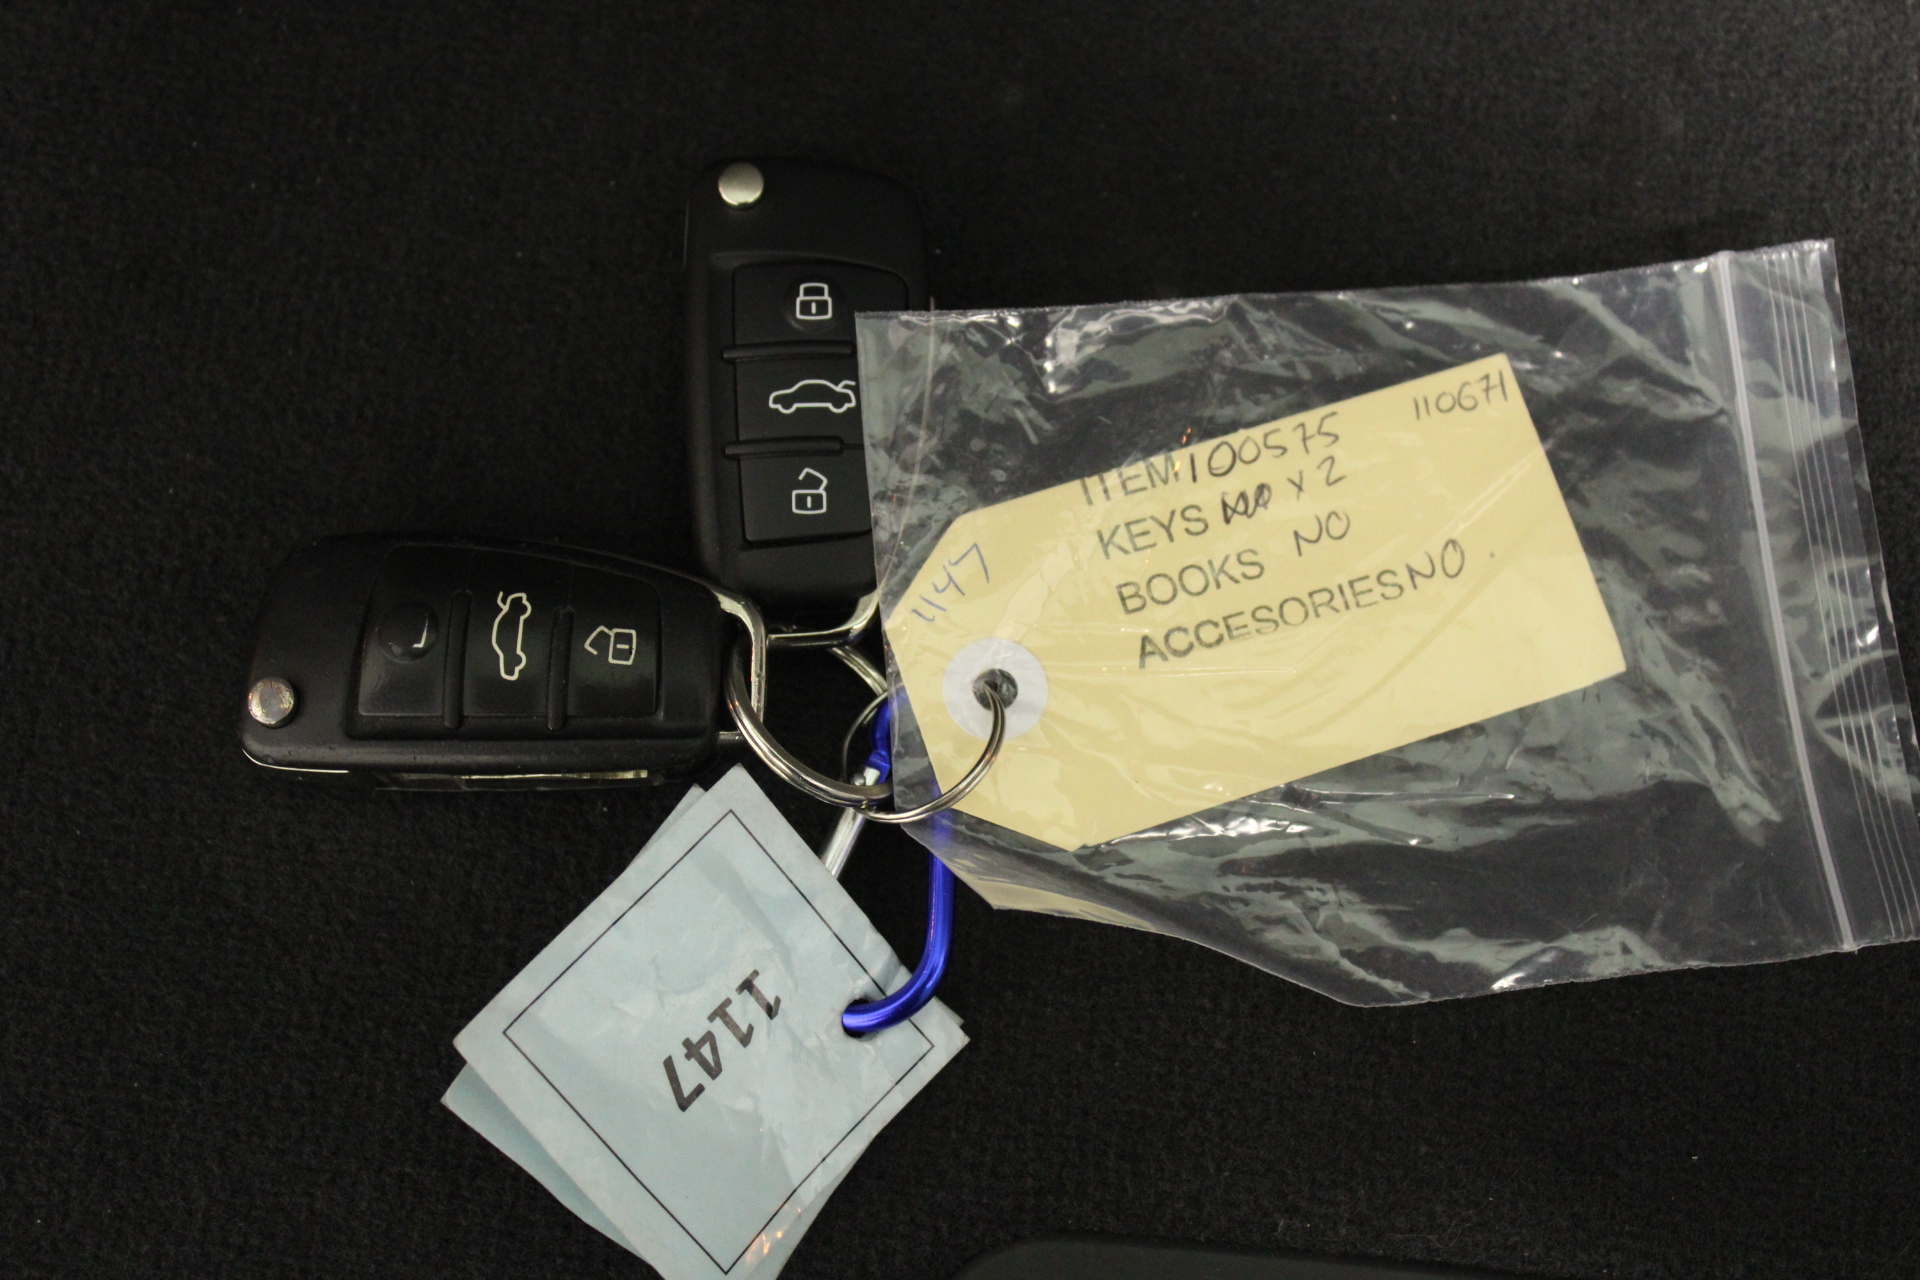 110671
ITEM 100575
KEYS x 2
BOOKS NO
ACCESORIES NO.
1147
1147